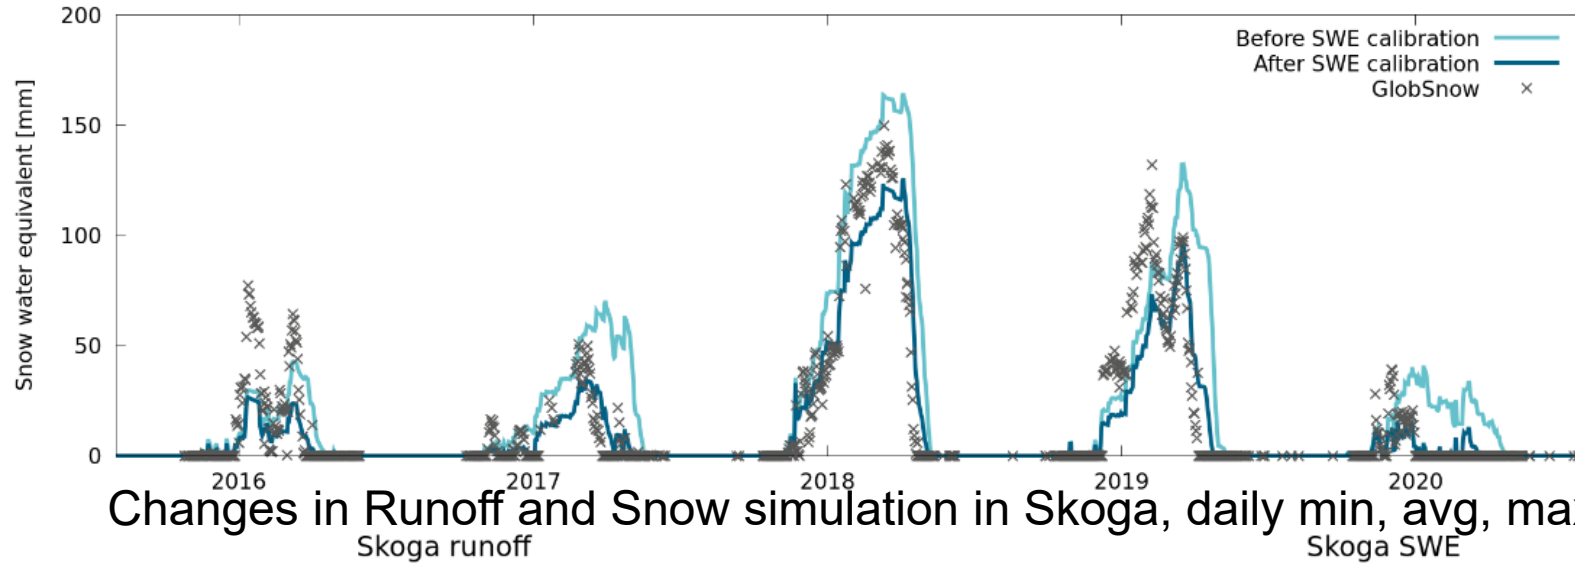 200
150
100
50
0
Snow water equivalent [mm]
Before SWE calibration
After SWE calibration
GlobSnow
2016 2017 2018 2019 2020
Changes in Runoff and Snow simulation in Skoga, daily min, avg, max
Skoga runoff Skoga SWE